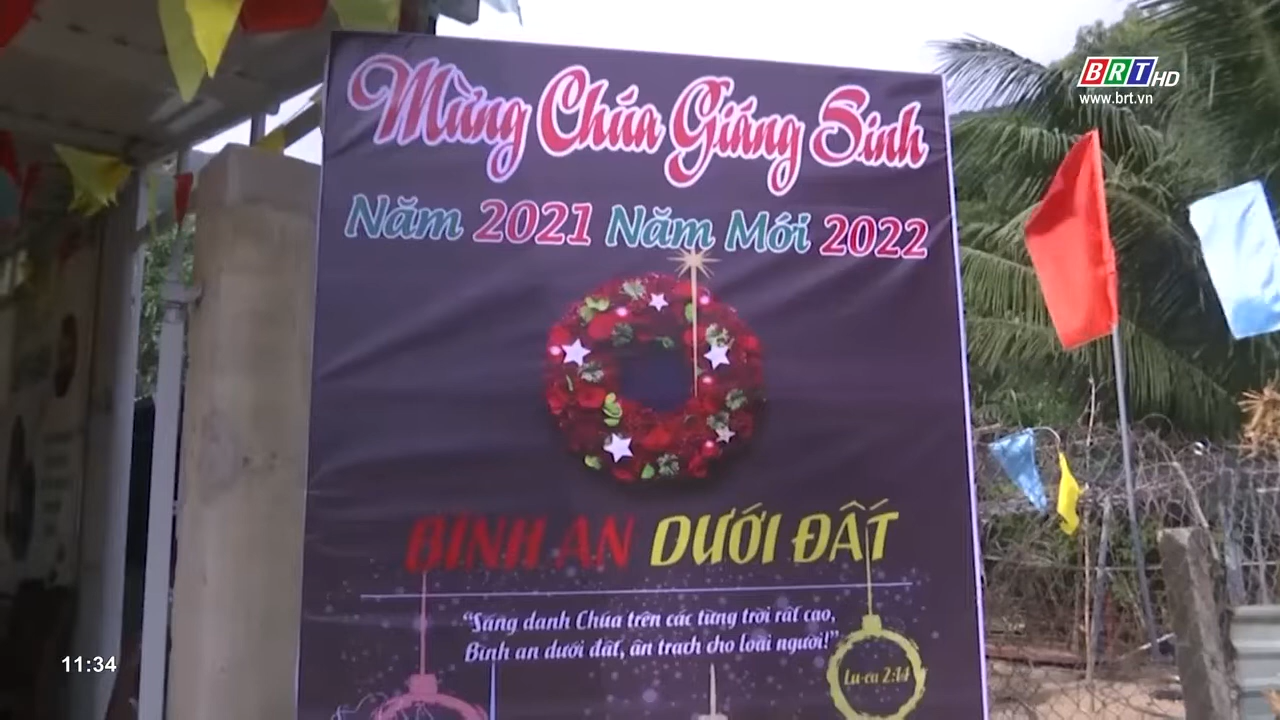 BRT HD
www.brt.vn
Mừng Chúa Giáng Sinh
Năm 2021 Năm Mới 2022
BÌNH AN DƯỚI ĐẤT
“Sáng danh Chúa trên các từng trời rất cao,
Bình an dưới đất, ân trạch cho loài người!”
Lu-ca 2:14
11:34